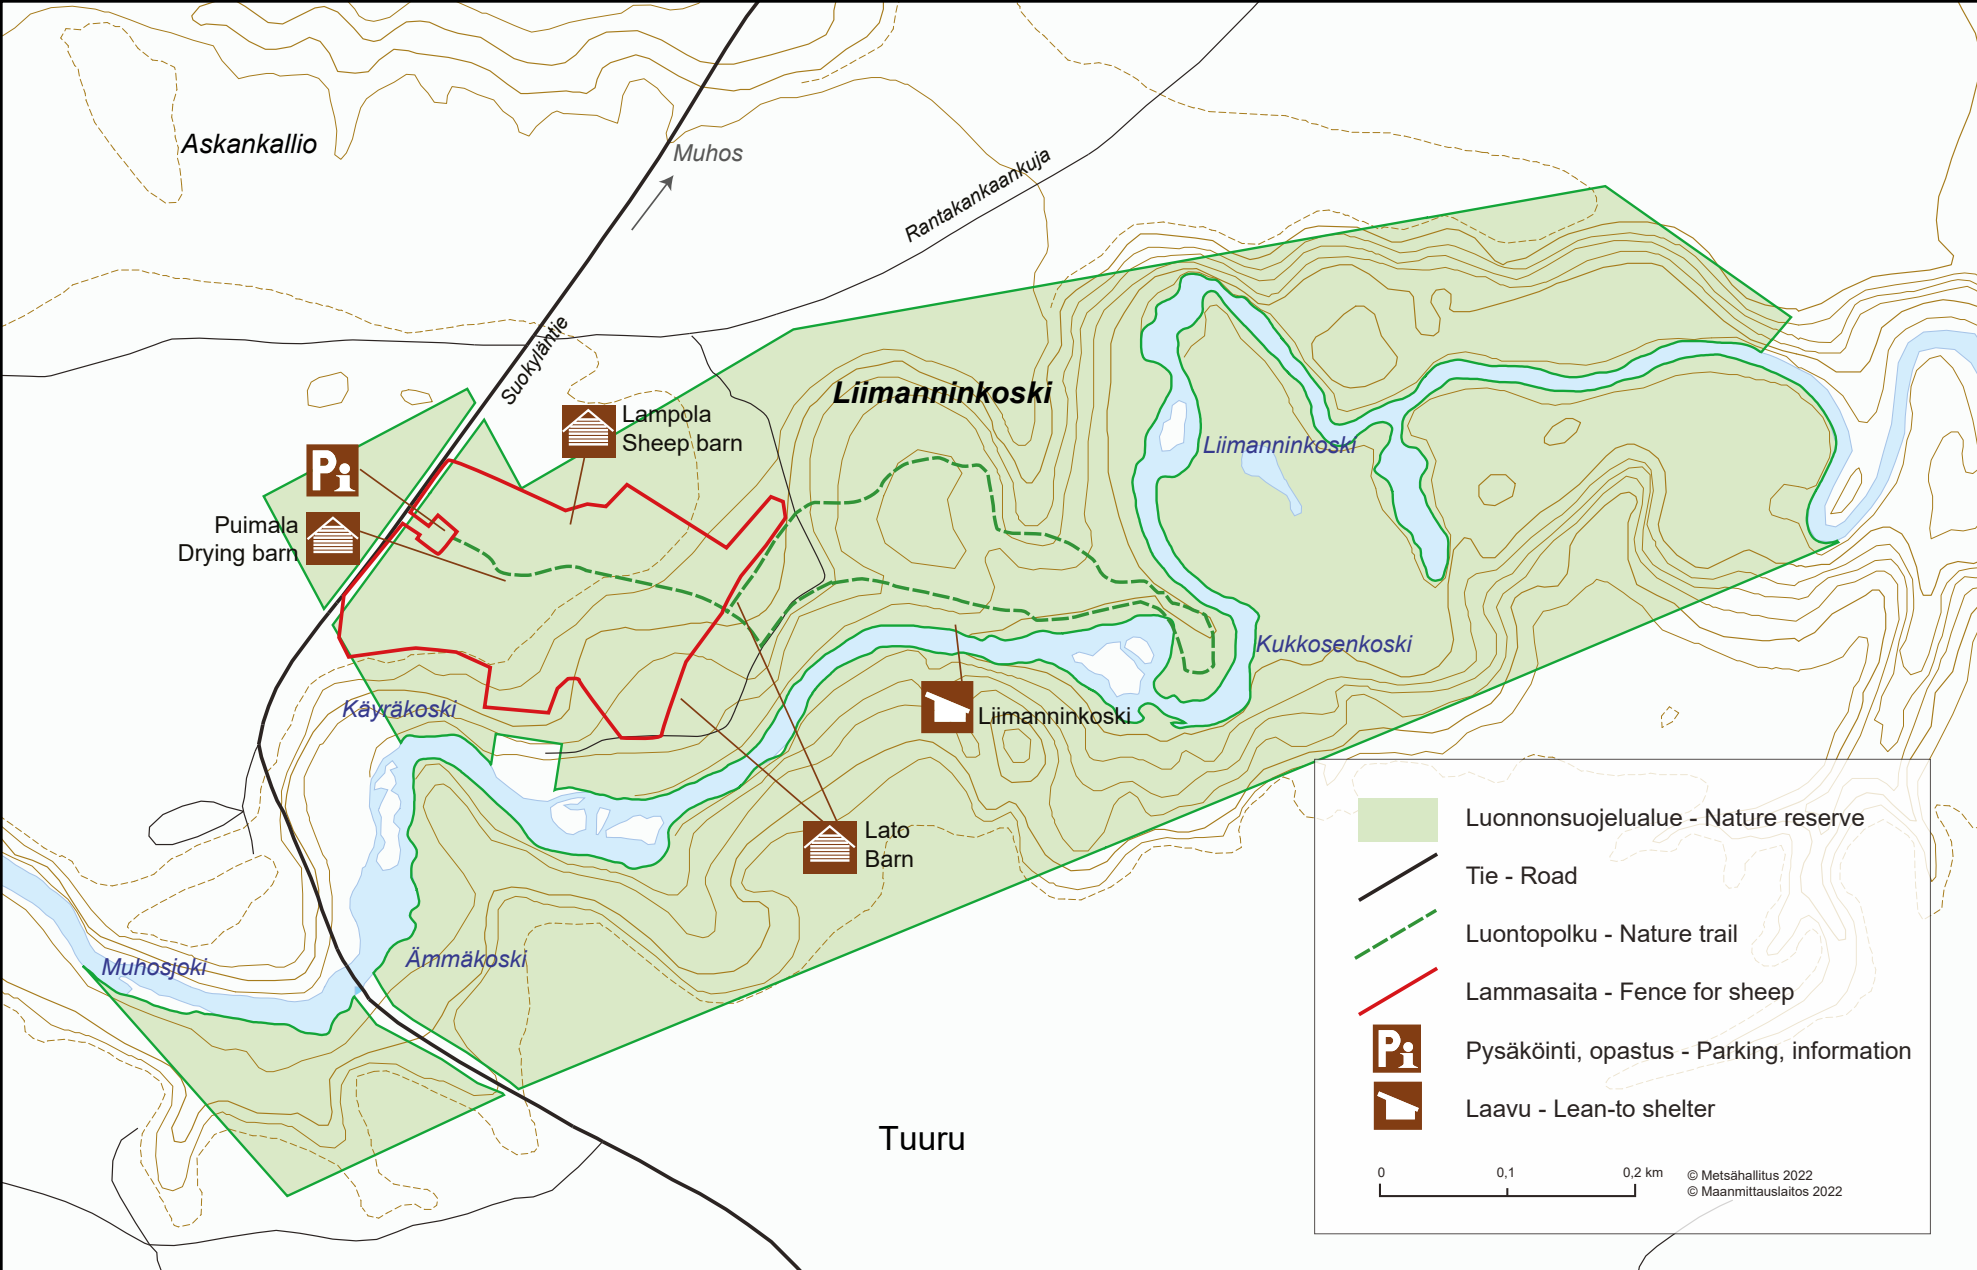 Askankallio
Muhos
Rantakankaankuja
Suokyläntie
Liimanninkoski
Lampola
Sheep barn
Liimanninkoski
Pi
Puimala
Drying barn
Kukkosenkoski
Käyräkoski
Liimanninkoski
Lato
Barn
Muhosjoki
Ämmäkoski
Tuuru
Luonnonsuojelualue - Nature reserve
Tie - Road
Luontopolku - Nature trail
Lammasaita - Fence for sheep
Pi
Pysäköinti, opastus - Parking, information
Laavu - Lean-to shelter
0 0,1 0,2 km
© Metsähallitus 2022
© Maanmittauslaitos 2022